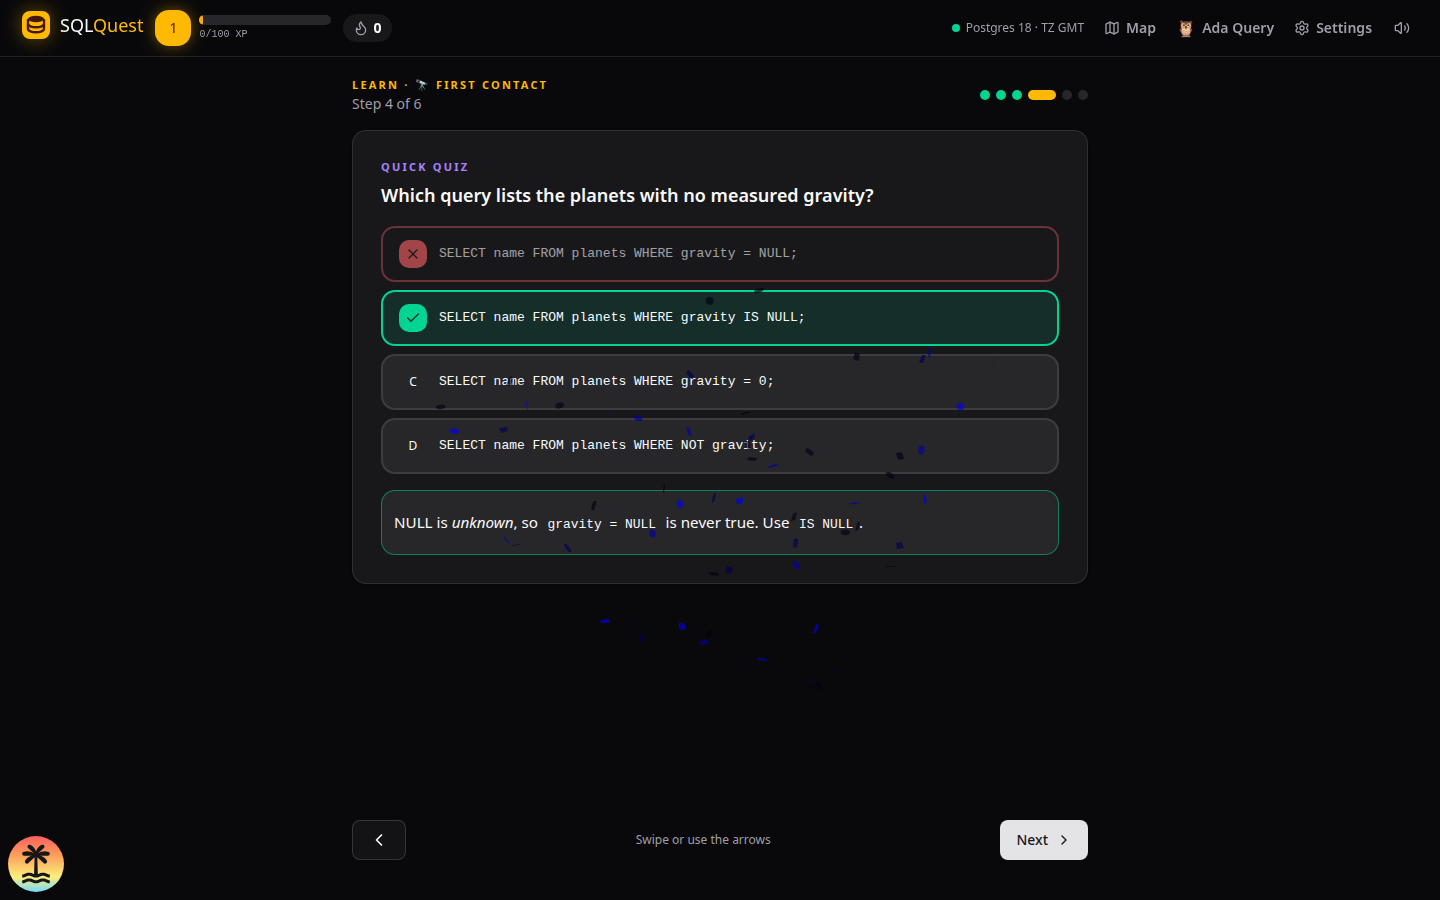 SQLQuest
1
0/100 XP
0
Postgres 18 · TZ GMT
Map
Ada Query
Settings
LEARN · FIRST CONTACT
Step 4 of 6
QUICK QUIZ
Which query lists the planets with no measured gravity?
SELECT name FROM planets WHERE gravity = NULL;
SELECT name FROM planets WHERE gravity IS NULL;
C SELECT name FROM planets WHERE gravity = 0;
D SELECT name FROM planets WHERE NOT gravity;
NULL is unknown, so gravity = NULL is never true. Use IS NULL.
Swipe or use the arrows
Next